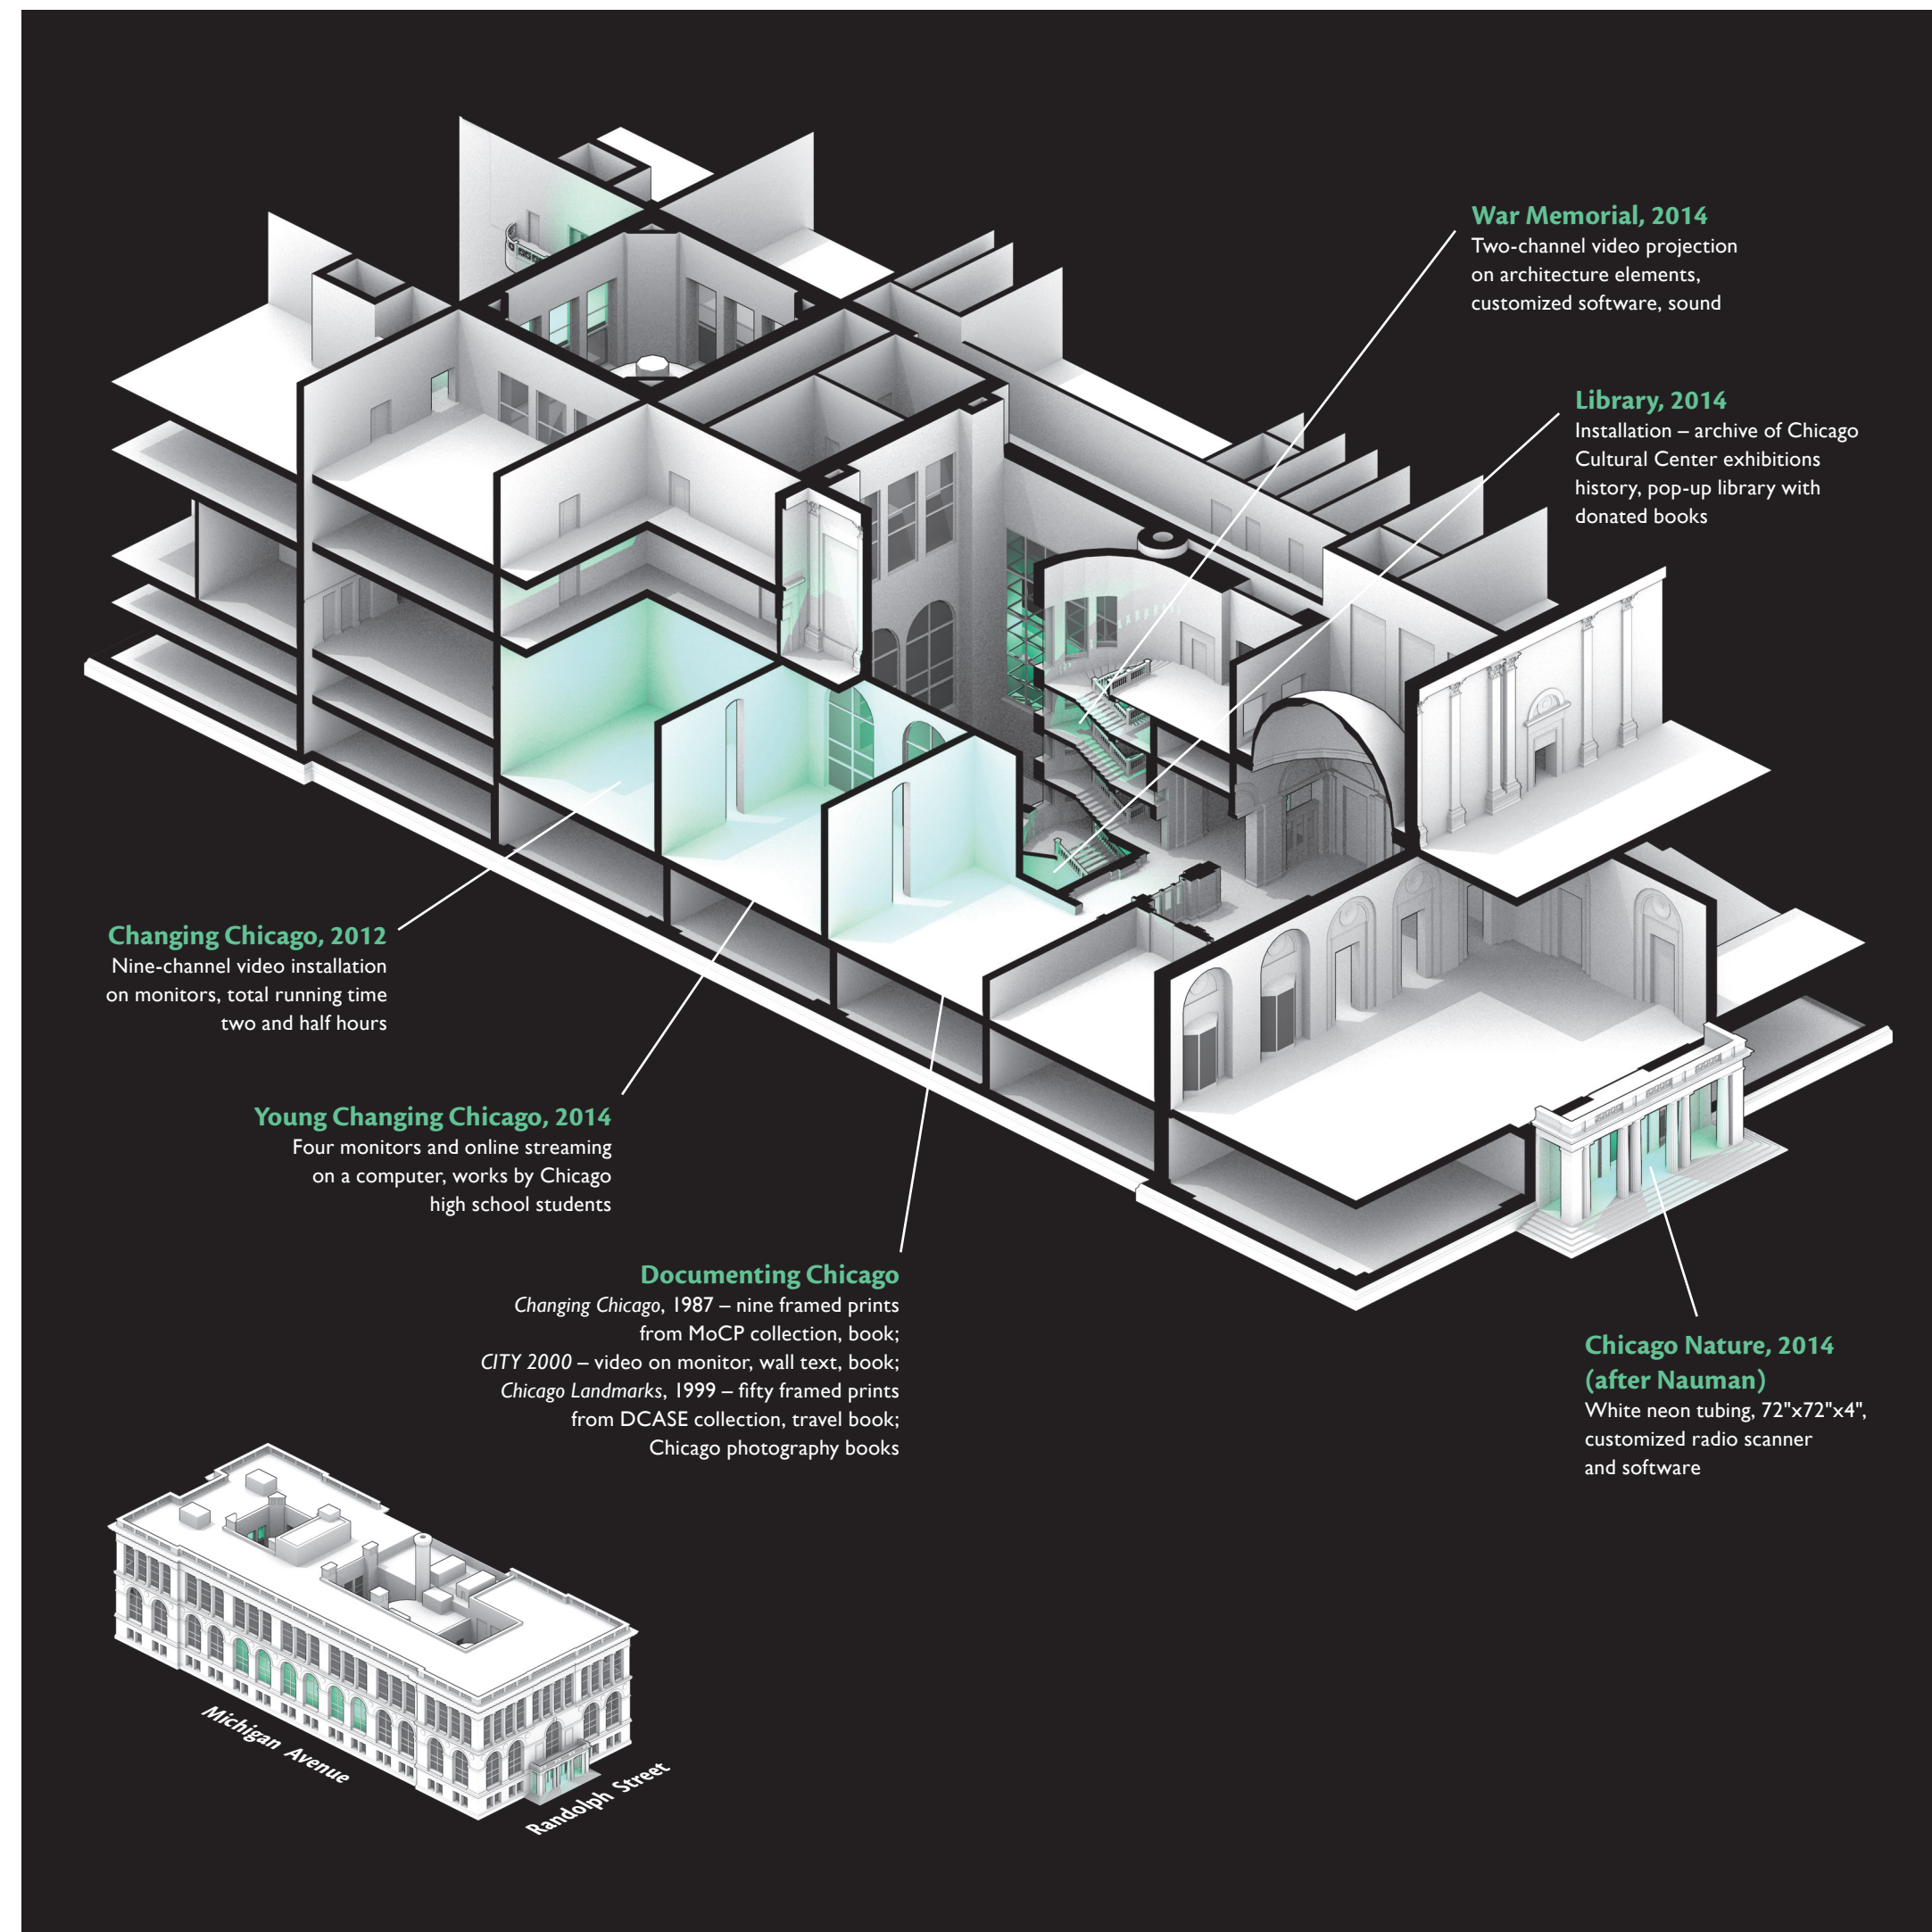 War Memorial, 2014
Two-channel video projection
on architecture elements,
customized software, sound
Library, 2014
Installation – archive of Chicago
Cultural Center exhibitions
history, pop-up library with
donated books
Changing Chicago, 2012
Nine-channel video installation
on monitors, total running time
two and half hours
Young Changing Chicago, 2014
Four monitors and online streaming
on a computer, works by Chicago
high school students
Documenting Chicago
Changing Chicago, 1987 – nine framed prints
from MoCP collection, book;
CITY 2000 – video on monitor, wall text, book;
Chicago Landmarks, 1999 – fifty framed prints
from DCASE collection, travel book;
Chicago photography books
Chicago Nature, 2014
(after Nauman)
White neon tubing, 72"x72"x4",
customized radio scanner
and software
Michigan Avenue
Randolph Street